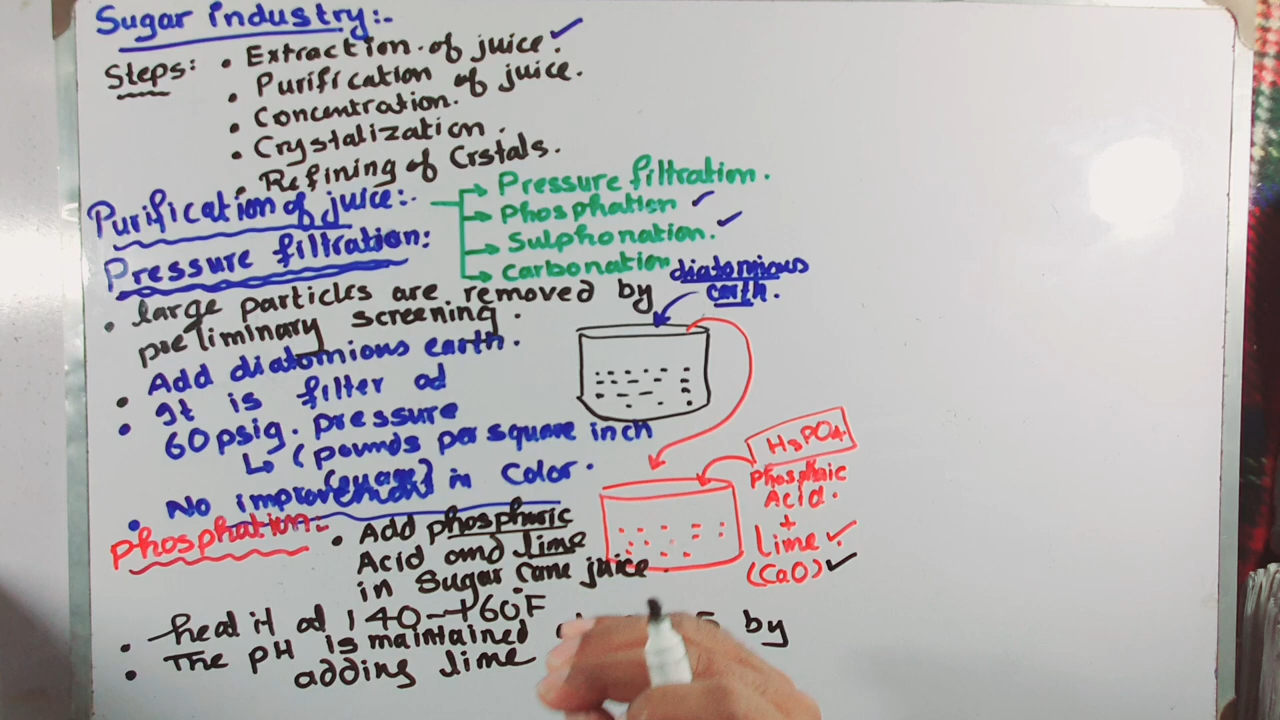 Sugar industry:-
Steps: • Extraction of juice ✓.
• Purification of juice.
• Concentration.
• Crystalization.
• Refining of Crstals.
Purification of juice:-
→ Pressure filtration.
→ Phosphation ✓
→ Sulphonation. ✓
→ Carbonation
Pressure filtration:
• large particles are removed by
preliminary screening.
• Add diatomious earth.
• It is filter at
60 psig. pressure
↳ (pounds per square inch
guage)
• No improvement in color.
diatomious
earth.
H3PO4
Phosphoic
Acid.
+
Lime ✓
(CaO) ✓
Phosphation:-
• Add phosphoric
Acid and lime
in Sugar cane juice.
• heat it at 140-160°F
• The pH is maintained by
adding lime